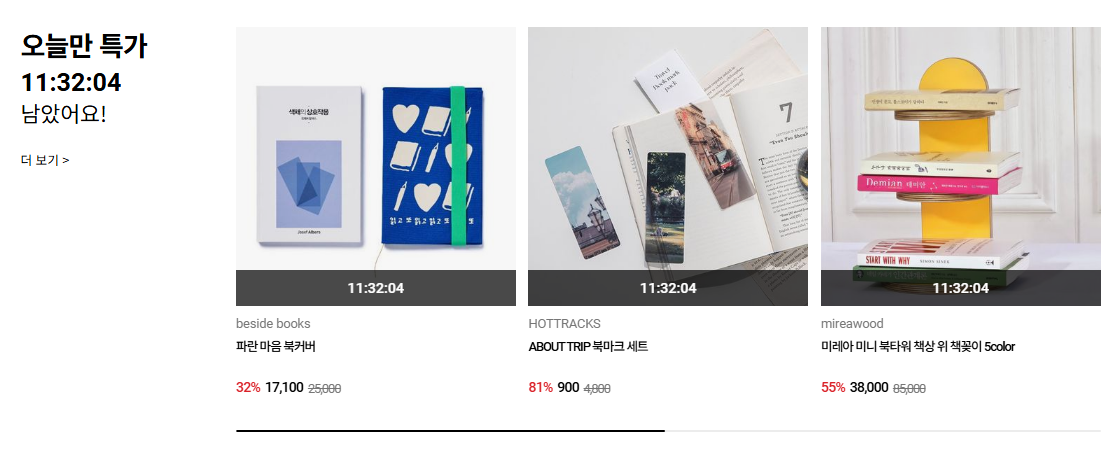 오늘만 특가
11:32:04
남았어요!
더 보기 >
색채의 상호작용
Josef Albers
읽고 또 읽고
11:32:04
beside books
파란 마음 북커버
32% 17,100 25,000
Travel
Bookmark
pack
7
11:32:04
HOTTRACKS
ABOUT TRIP 북마크 세트
81% 900 4,800
Demian 데미안
START WITH WHY
11:32:04
mireawood
미레아 미니 북타워 책상 위 책꽂이 5color
55% 38,000 85,000